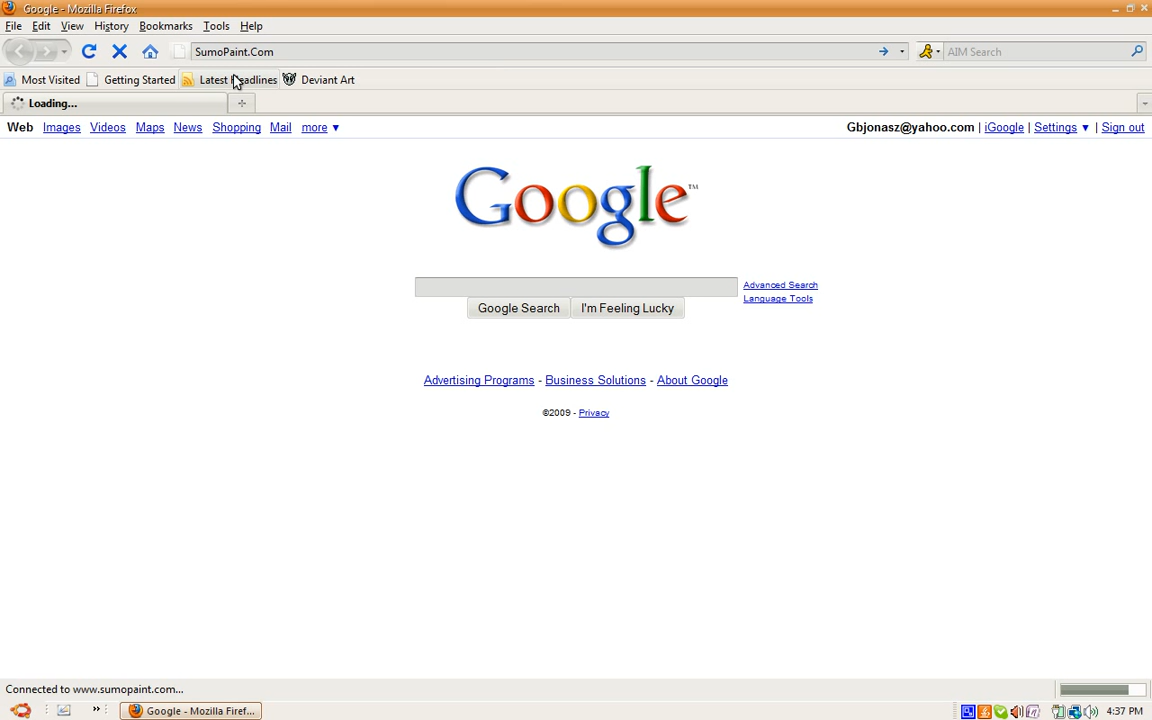 Google - Mozilla Firefox
File Edit View History Bookmarks Tools Help
SumoPaint.Com AIM Search
Most Visited Getting Started Latest Headlines Deviant Art
Loading...
Web Images Videos Maps News Shopping Mail more ▼ Gbjonasz@yahoo.com | iGoogle | Settings ▼ | Sign out
Google™
Advanced Search
Language Tools
Google Search I'm Feeling Lucky
Advertising Programs - Business Solutions - About Google
©2009 - Privacy
Connected to www.sumopaint.com...
Google - Mozilla Firef... 4:37 PM